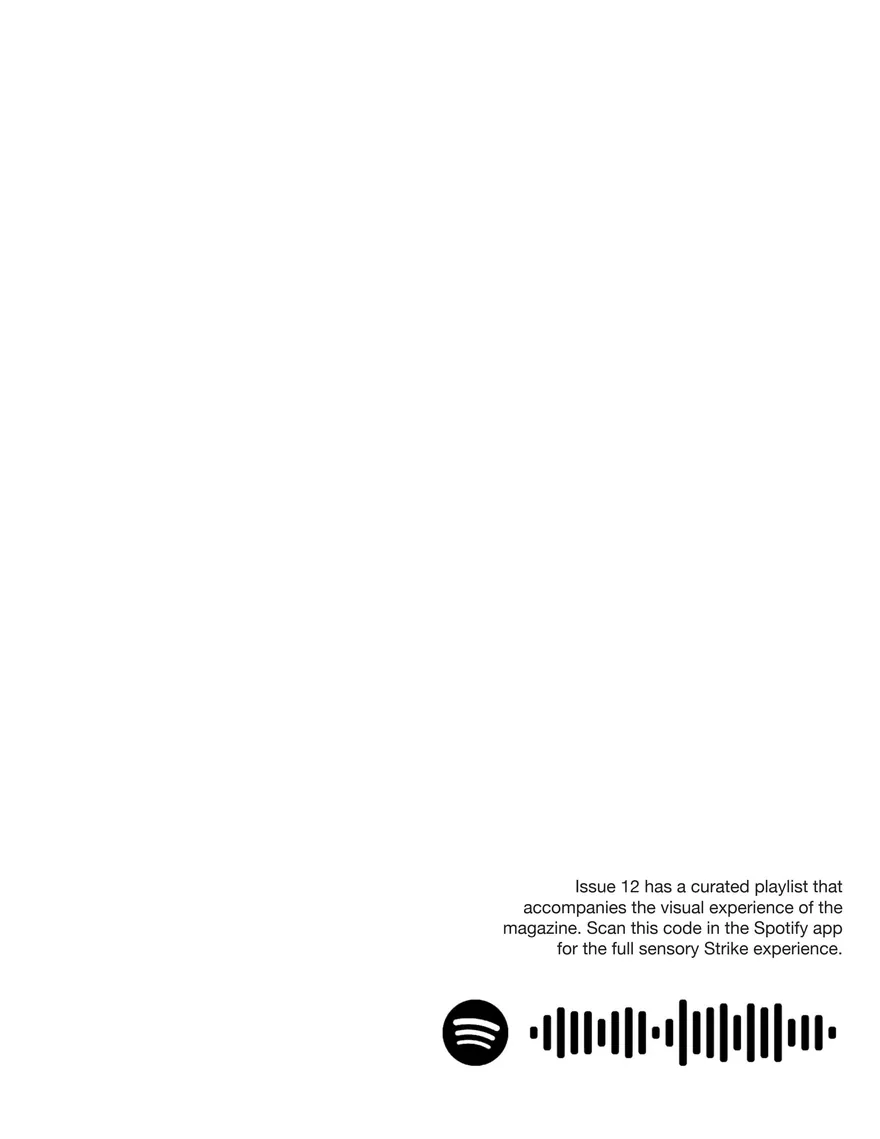 Issue 12 has a curated playlist that
accompanies the visual experience of the
magazine. Scan this code in the Spotify app
for the full sensory Strike experience.